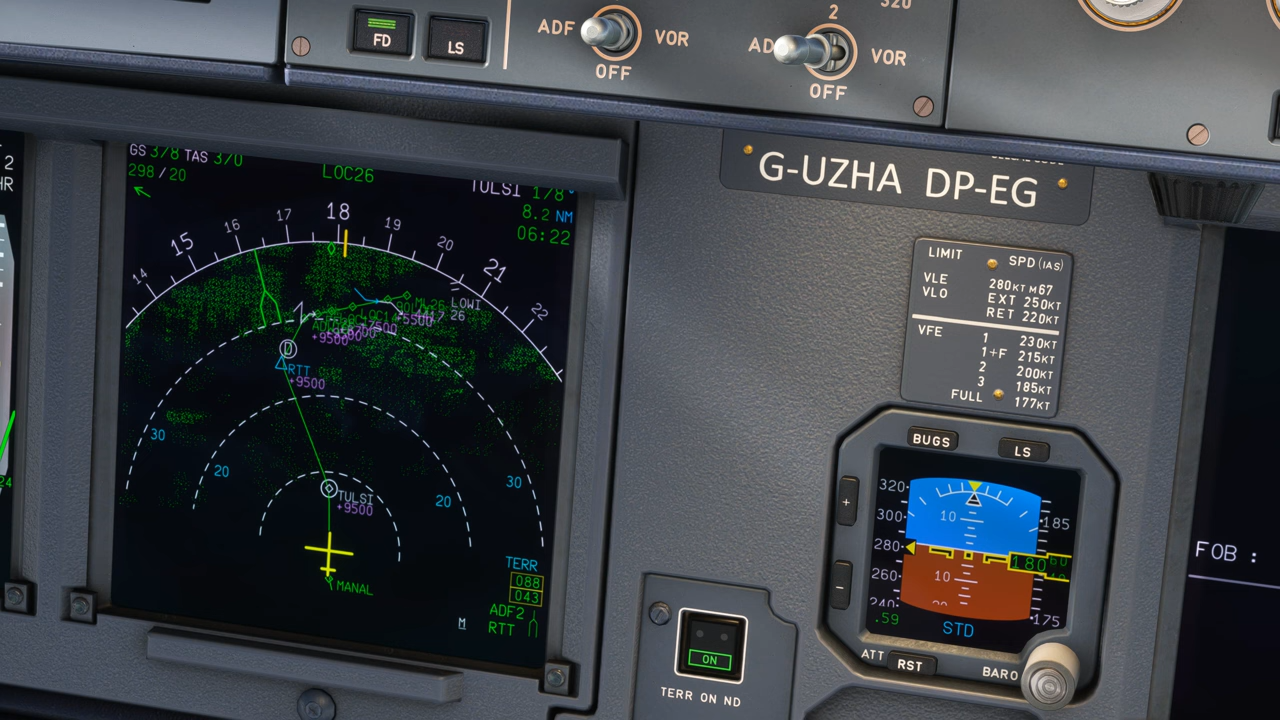 FD
LS
ADF
VOR
OFF
2
VOR
OFF
GS 378 TAS 370
298/20
LOC26
TULSI 178°
8.2 NM
06:22
14
15
16
17
18
19
20
21
22
LOWI
26
+9500
D
RTT
+9500
30
20
30
20
TULSI
+9500
MANAL
TERR
088
043
M
ADF2
RTT
G-UZHA DP-EG
LIMIT SPD (IAS)
VLE 280KT M67
VLO EXT 250KT
RET 220KT
VFE 1 230KT
1+F 215KT
2 200KT
3 185KT
FULL 177KT
BUGS
LS
+
-
320
300
280
260
240
10
10
20
185
180
175
.59
STD
ATT
RST
BARO
ON
TERR ON ND
FOB :
24